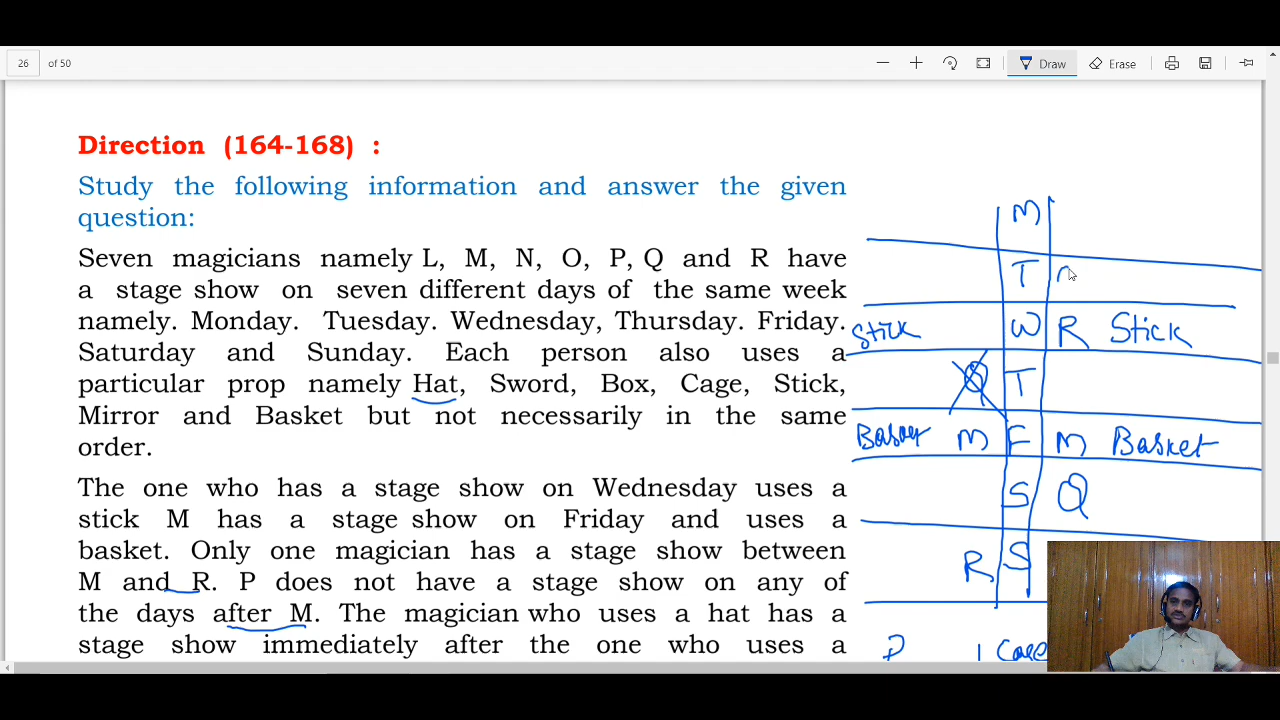 26 of 50
Draw
Erase
Direction (164-168) :
Study the following information and answer the given
question:
Seven magicians namely L, M, N, O, P, Q and R have
a stage show on seven different days of the same week
namely. Monday. Tuesday. Wednesday, Thursday. Friday.
Saturday and Sunday. Each person also uses a
particular prop namely Hat, Sword, Box, Cage, Stick,
Mirror and Basket but not necessarily in the same
order.
The one who has a stage show on Wednesday uses a
stick M has a stage show on Friday and uses a
basket. Only one magician has a stage show between
M and R. P does not have a stage show on any of
the days after M. The magician who uses a hat has a
stage show immediately after the one who uses a
M
T
Stick W R Stick
Q T
Basket M F M Basket
S Q
R S